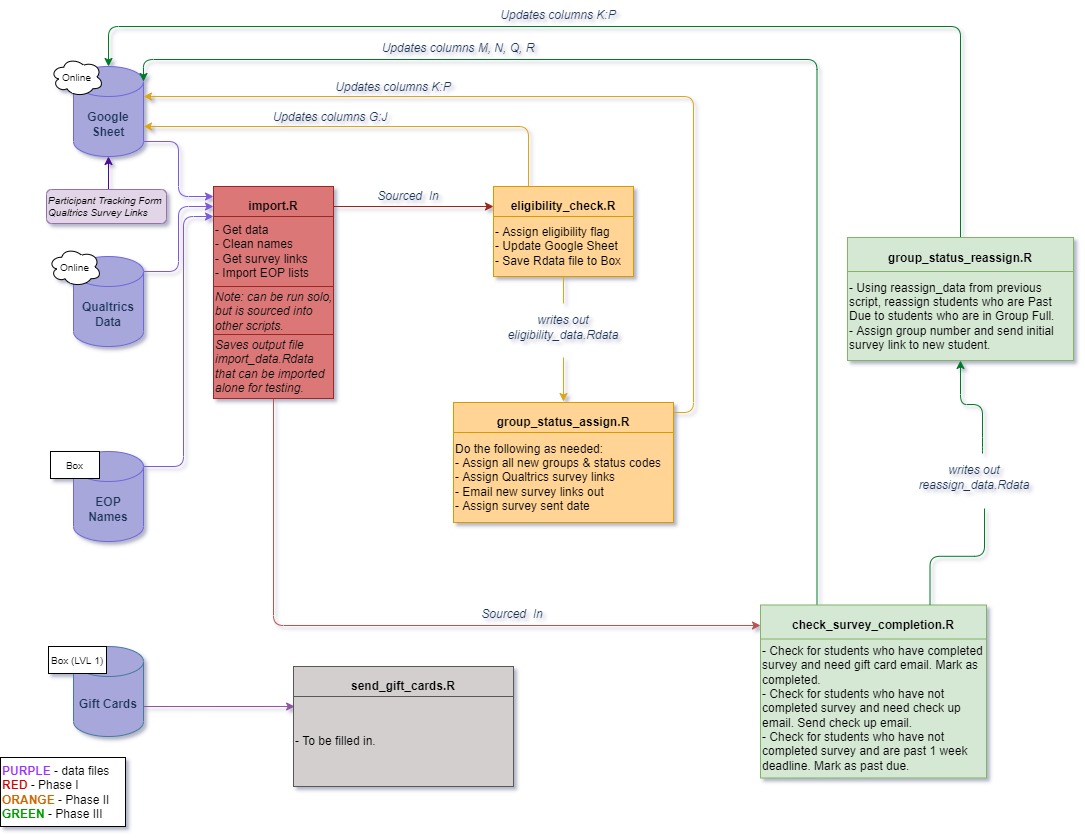 Updates columns K:P
Updates columns M, N, Q, R
Online
Updates columns K:P
Google
Sheet
Updates columns G:J
Participant Tracking Form
Qualtrics Survey Links
import.R
- Get data
- Clean names
- Get survey links
- Import EOP lists
Note: can be run solo,
but is sourced into
other scripts.
Saves output file
import_data.Rdata
that can be imported
alone for testing.
Sourced In
eligibility_check.R
- Assign eligibility flag
- Update Google Sheet
- Save Rdata file to Box
group_status_reassign.R
- Using reassign_data from previous
script, reassign students who are Past
Due to students who are in Group Full.
- Assign group number and send initial
survey link to new student.
Online
Qaultrics
Data
writes out
eligibility_data.Rdata
group_status_assign.R
Do the following as needed:
- Assign all new groups & status codes
- Assign Qualtrics survey links
- Email new survey links out
- Assign survey sent date
Box
EOP
Names
writes out
reassign_data.Rdata
Sourced In
check_survey_completion.R
- Check for students who have completed
survey and need gift card email. Mark as
completed.
- Check for students who have not
completed survey and need check up
email. Send check up email.
- Check for students who have not
completed survey and are past 1 week
deadline. Mark as past due.
Box (LVL 1)
Gift Cards
send_gift_cards.R
- To be filled in.
PURPLE - data files
RED - Phase I
ORANGE - Phase II
GREEN - Phase III